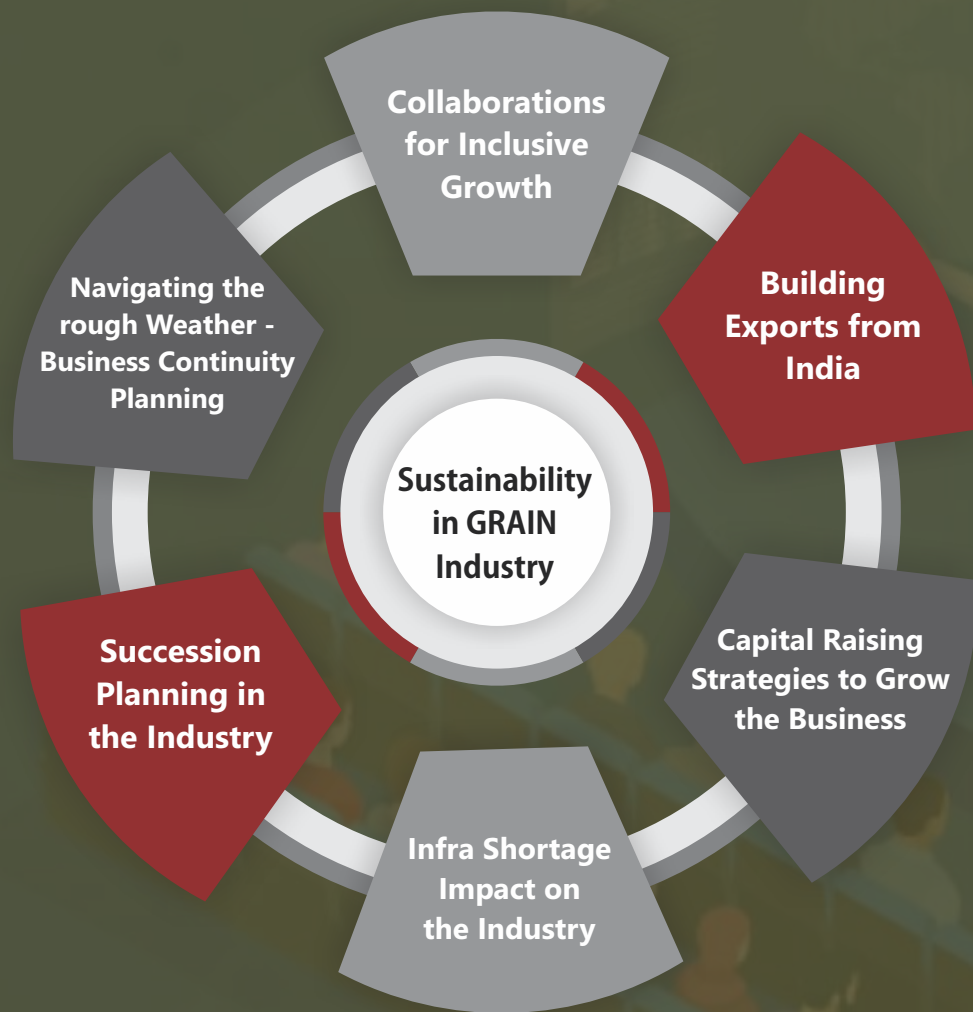 Collaborations
for Inclusive
Growth
Building
Exports from
India
Capital Raising
Strategies to Grow
the Business
Infra Shortage
Impact on
the Industry
Succession
Planning in
the Industry
Navigating the
rough Weather -
Business Continuity
Planning
Sustainability
in GRAIN
Industry